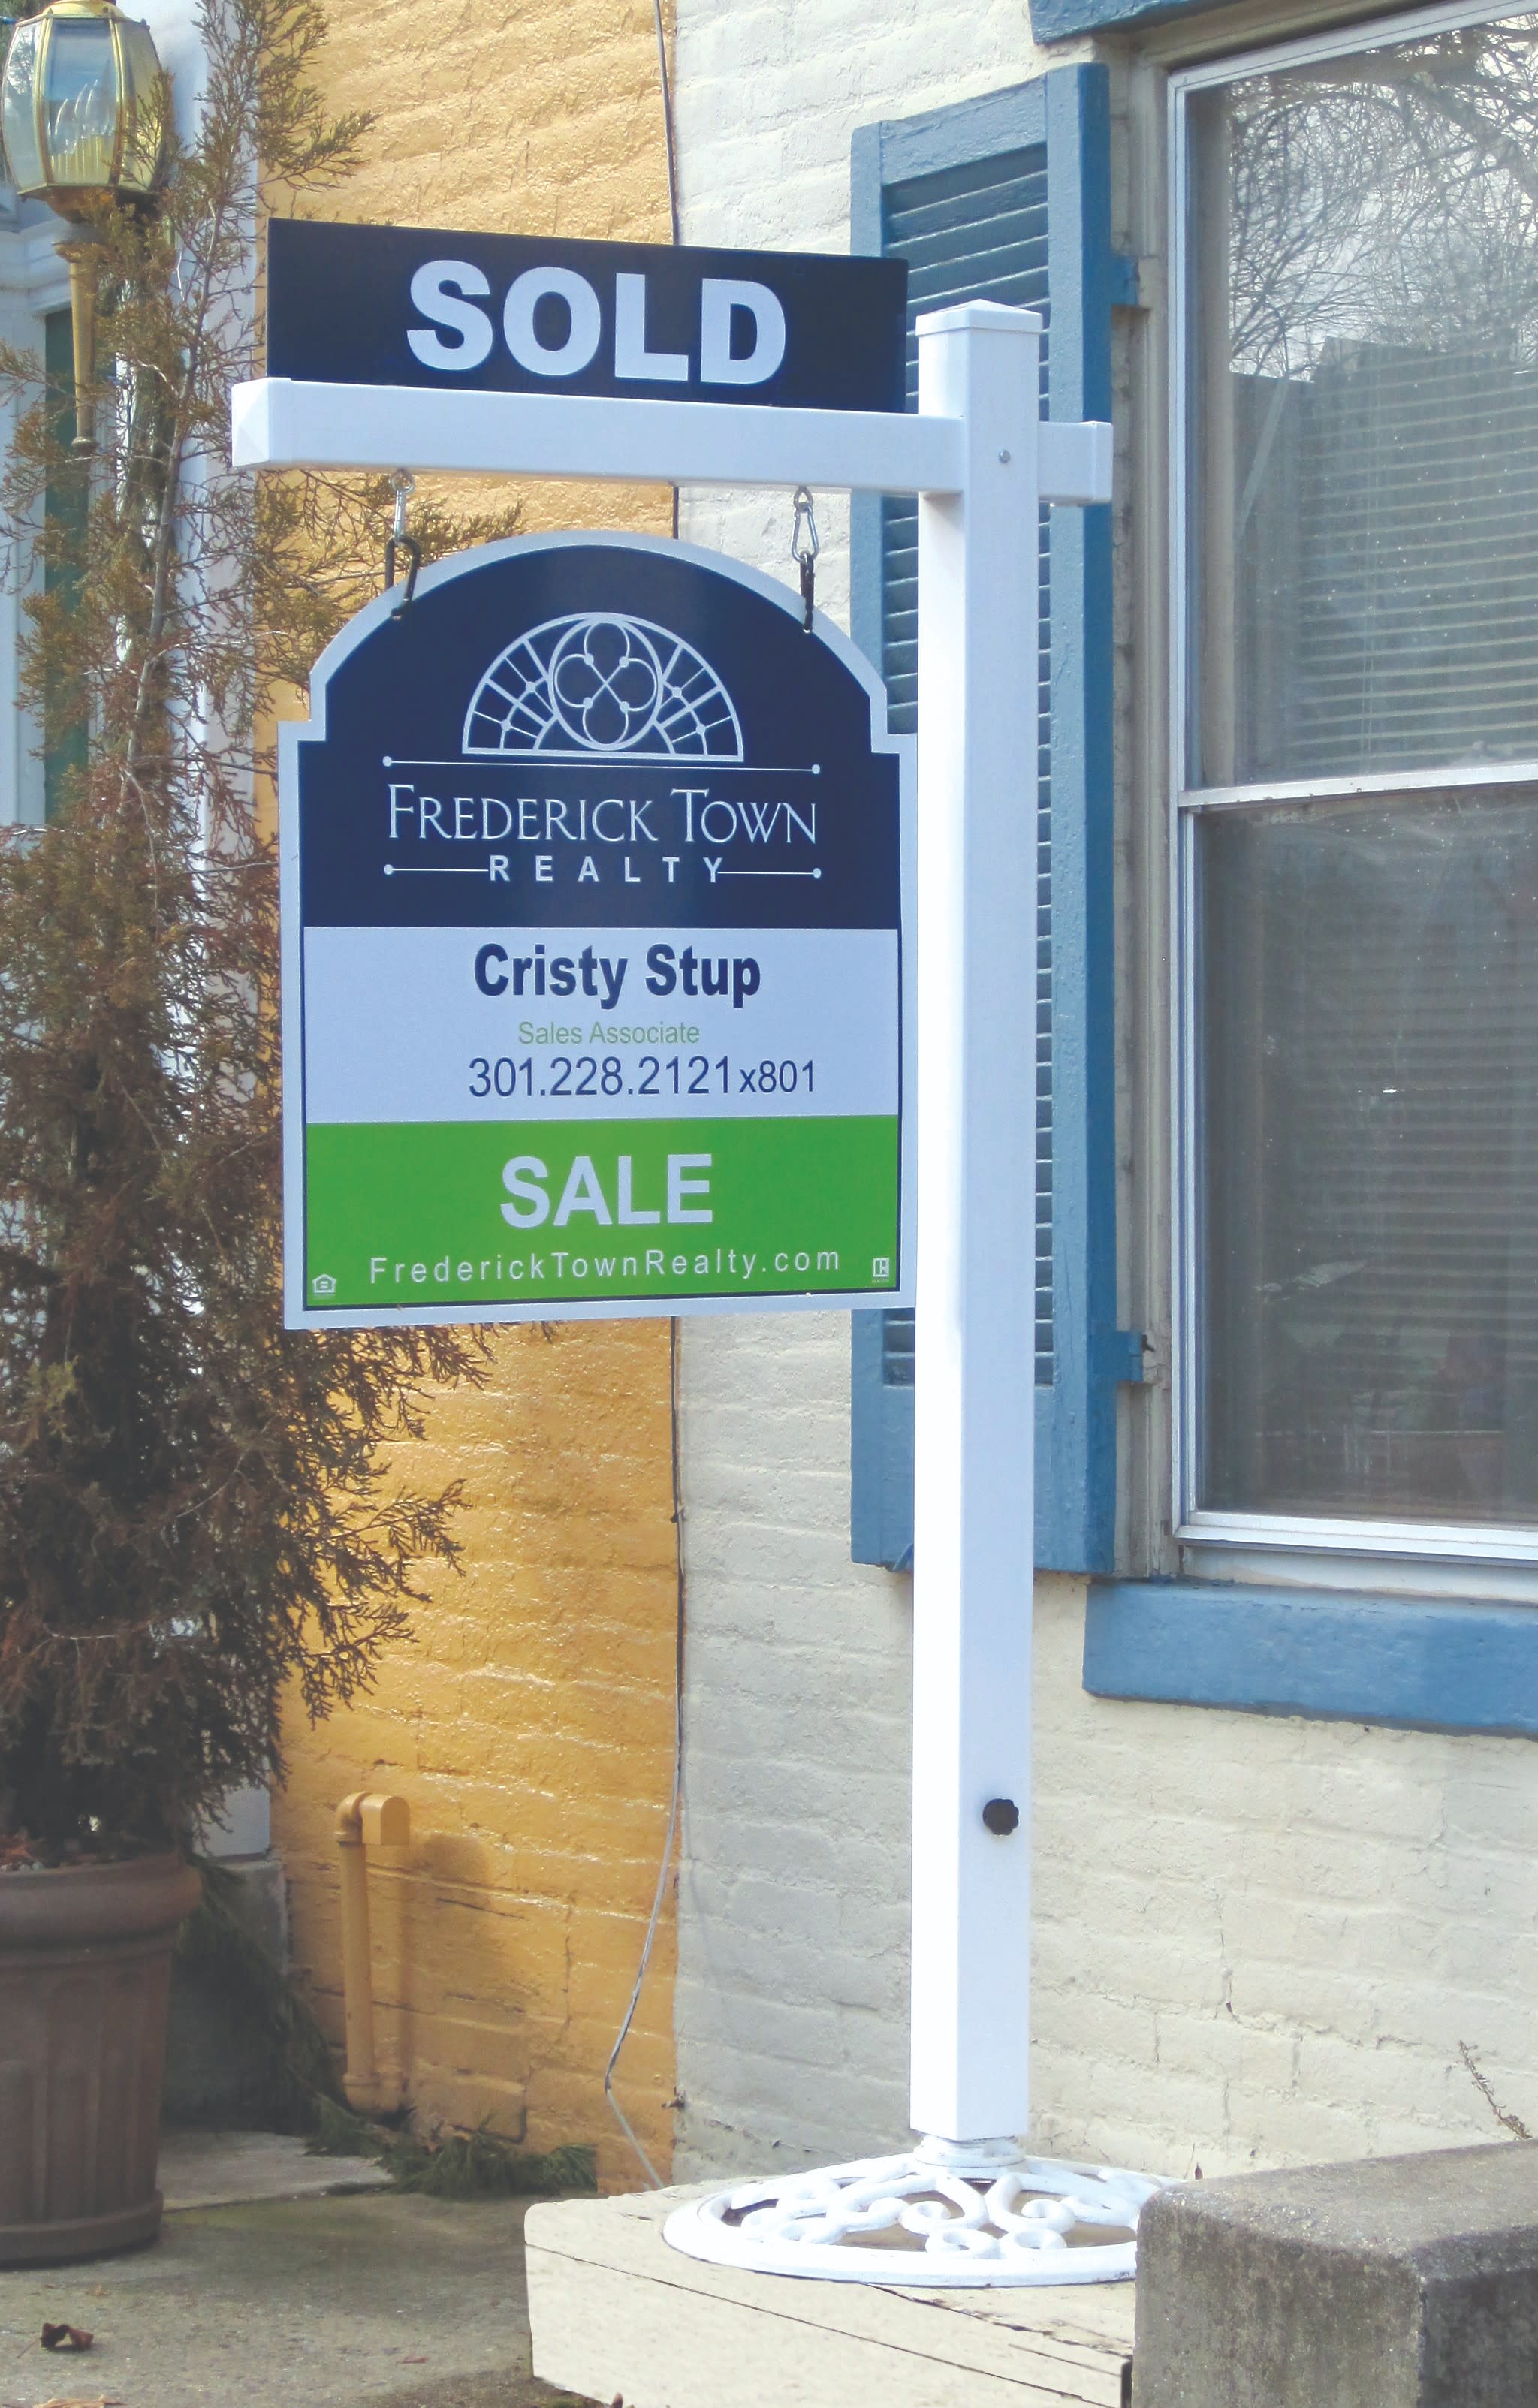 SOLD
FREDERICK TOWN
REALTY
Cristy Stup
Sales Associate
301.228.2121x801
SALE
FrederickTownRealty.com